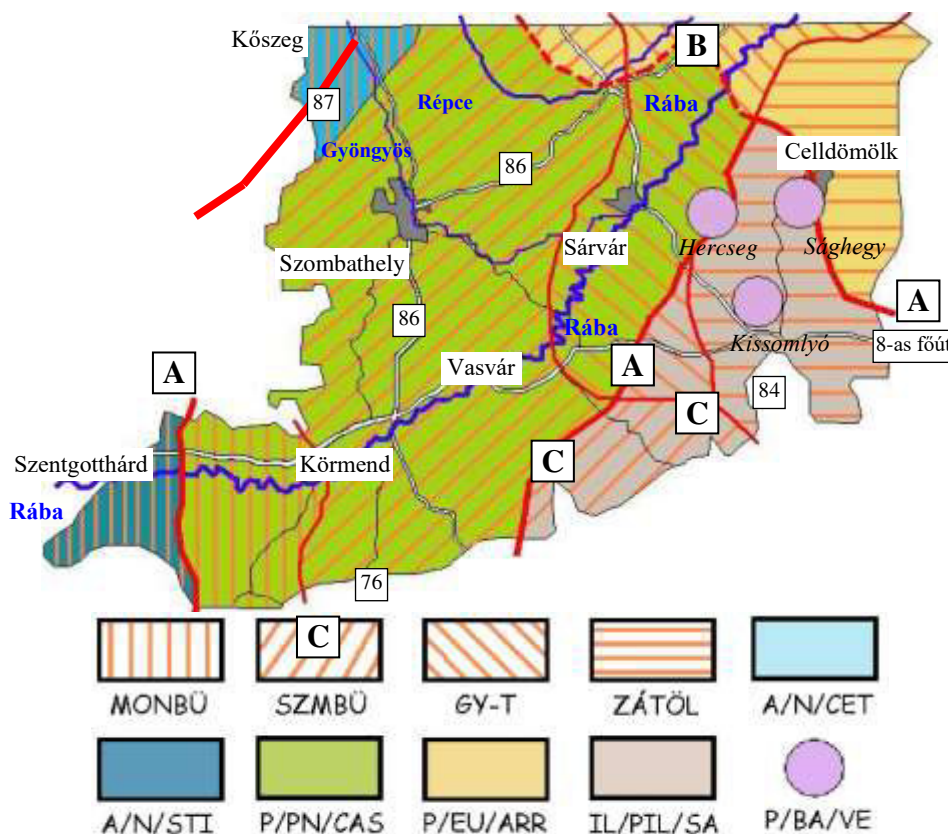 Kőszeg
B
87
Répce
Rába
Gyöngyös
Celldömölk
86
Sárvár
Hercseg
Sághegy
Szombathely
A
86
Rába
Kissomlyó
8-as főút
Vasvár
A
A
84
C
C
Szentgotthárd
Körmend
Rába
76
C
MONBÜ SZMBÜ GY-T ZÁTÖL A/N/CET
A/N/STI P/PN/CAS P/EU/ARR IL/PIL/SA P/BA/VE